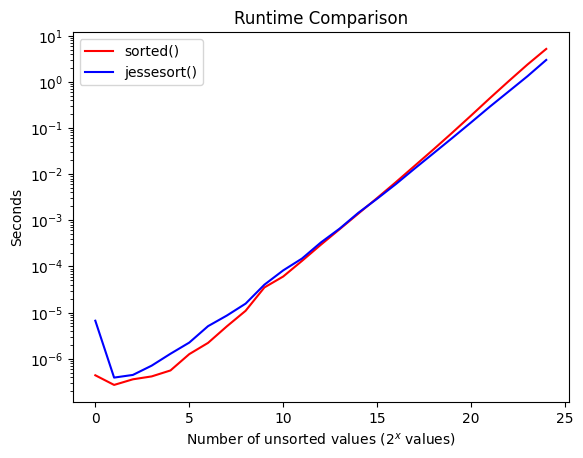 Runtime Comparison
sorted()
jessesort()
10¹
10⁰
10⁻¹
10⁻²
10⁻³
10⁻⁴
10⁻⁵
10⁻⁶
Seconds
0 5 10 15 20 25
Number of unsorted values (2ˣ values)